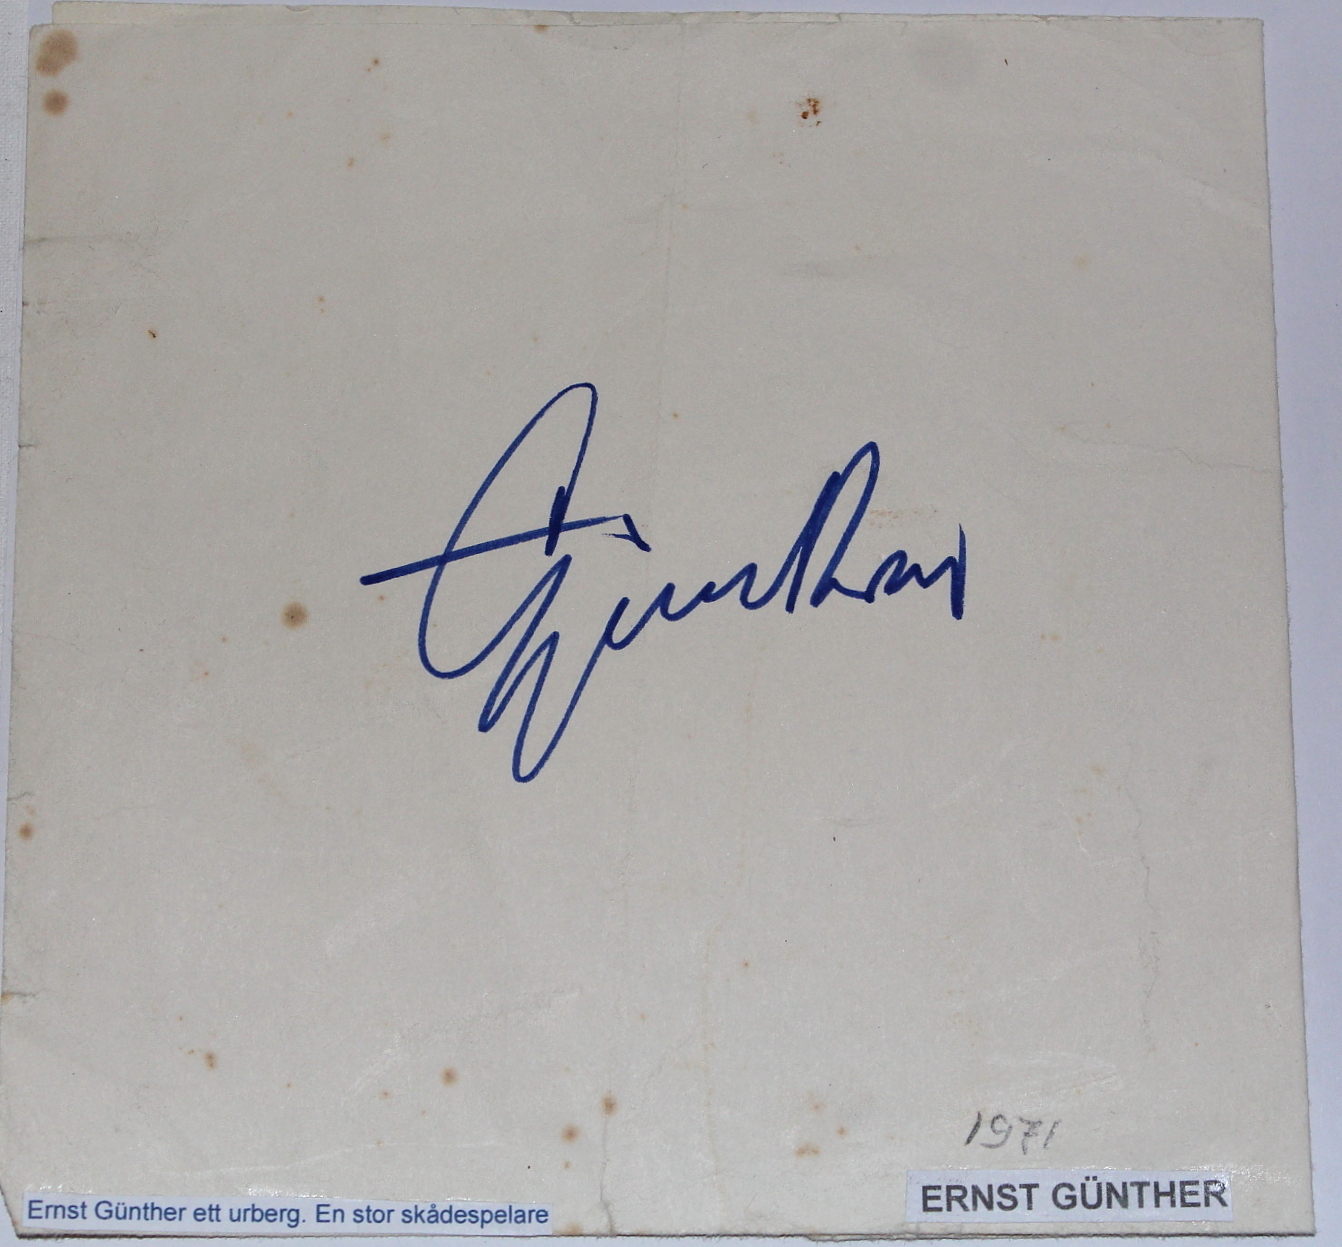 Günther
1971
ERNST GÜNTHER
Ernst Günther ett urberg. En stor skådespelare